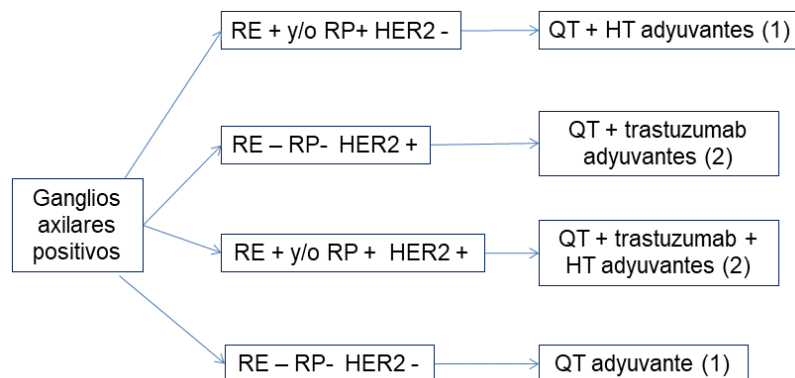 RE + y/o RP+ HER2 -
QT + HT adyuvantes (1)
RE – RP- HER2 +
QT + trastuzumab
adyuvantes (2)
Ganglios
axilares
positivos
RE + y/o RP + HER2 +
QT + trastuzumab +
HT adyuvantes (2)
RE – RP- HER2 -
QT adyuvante (1)